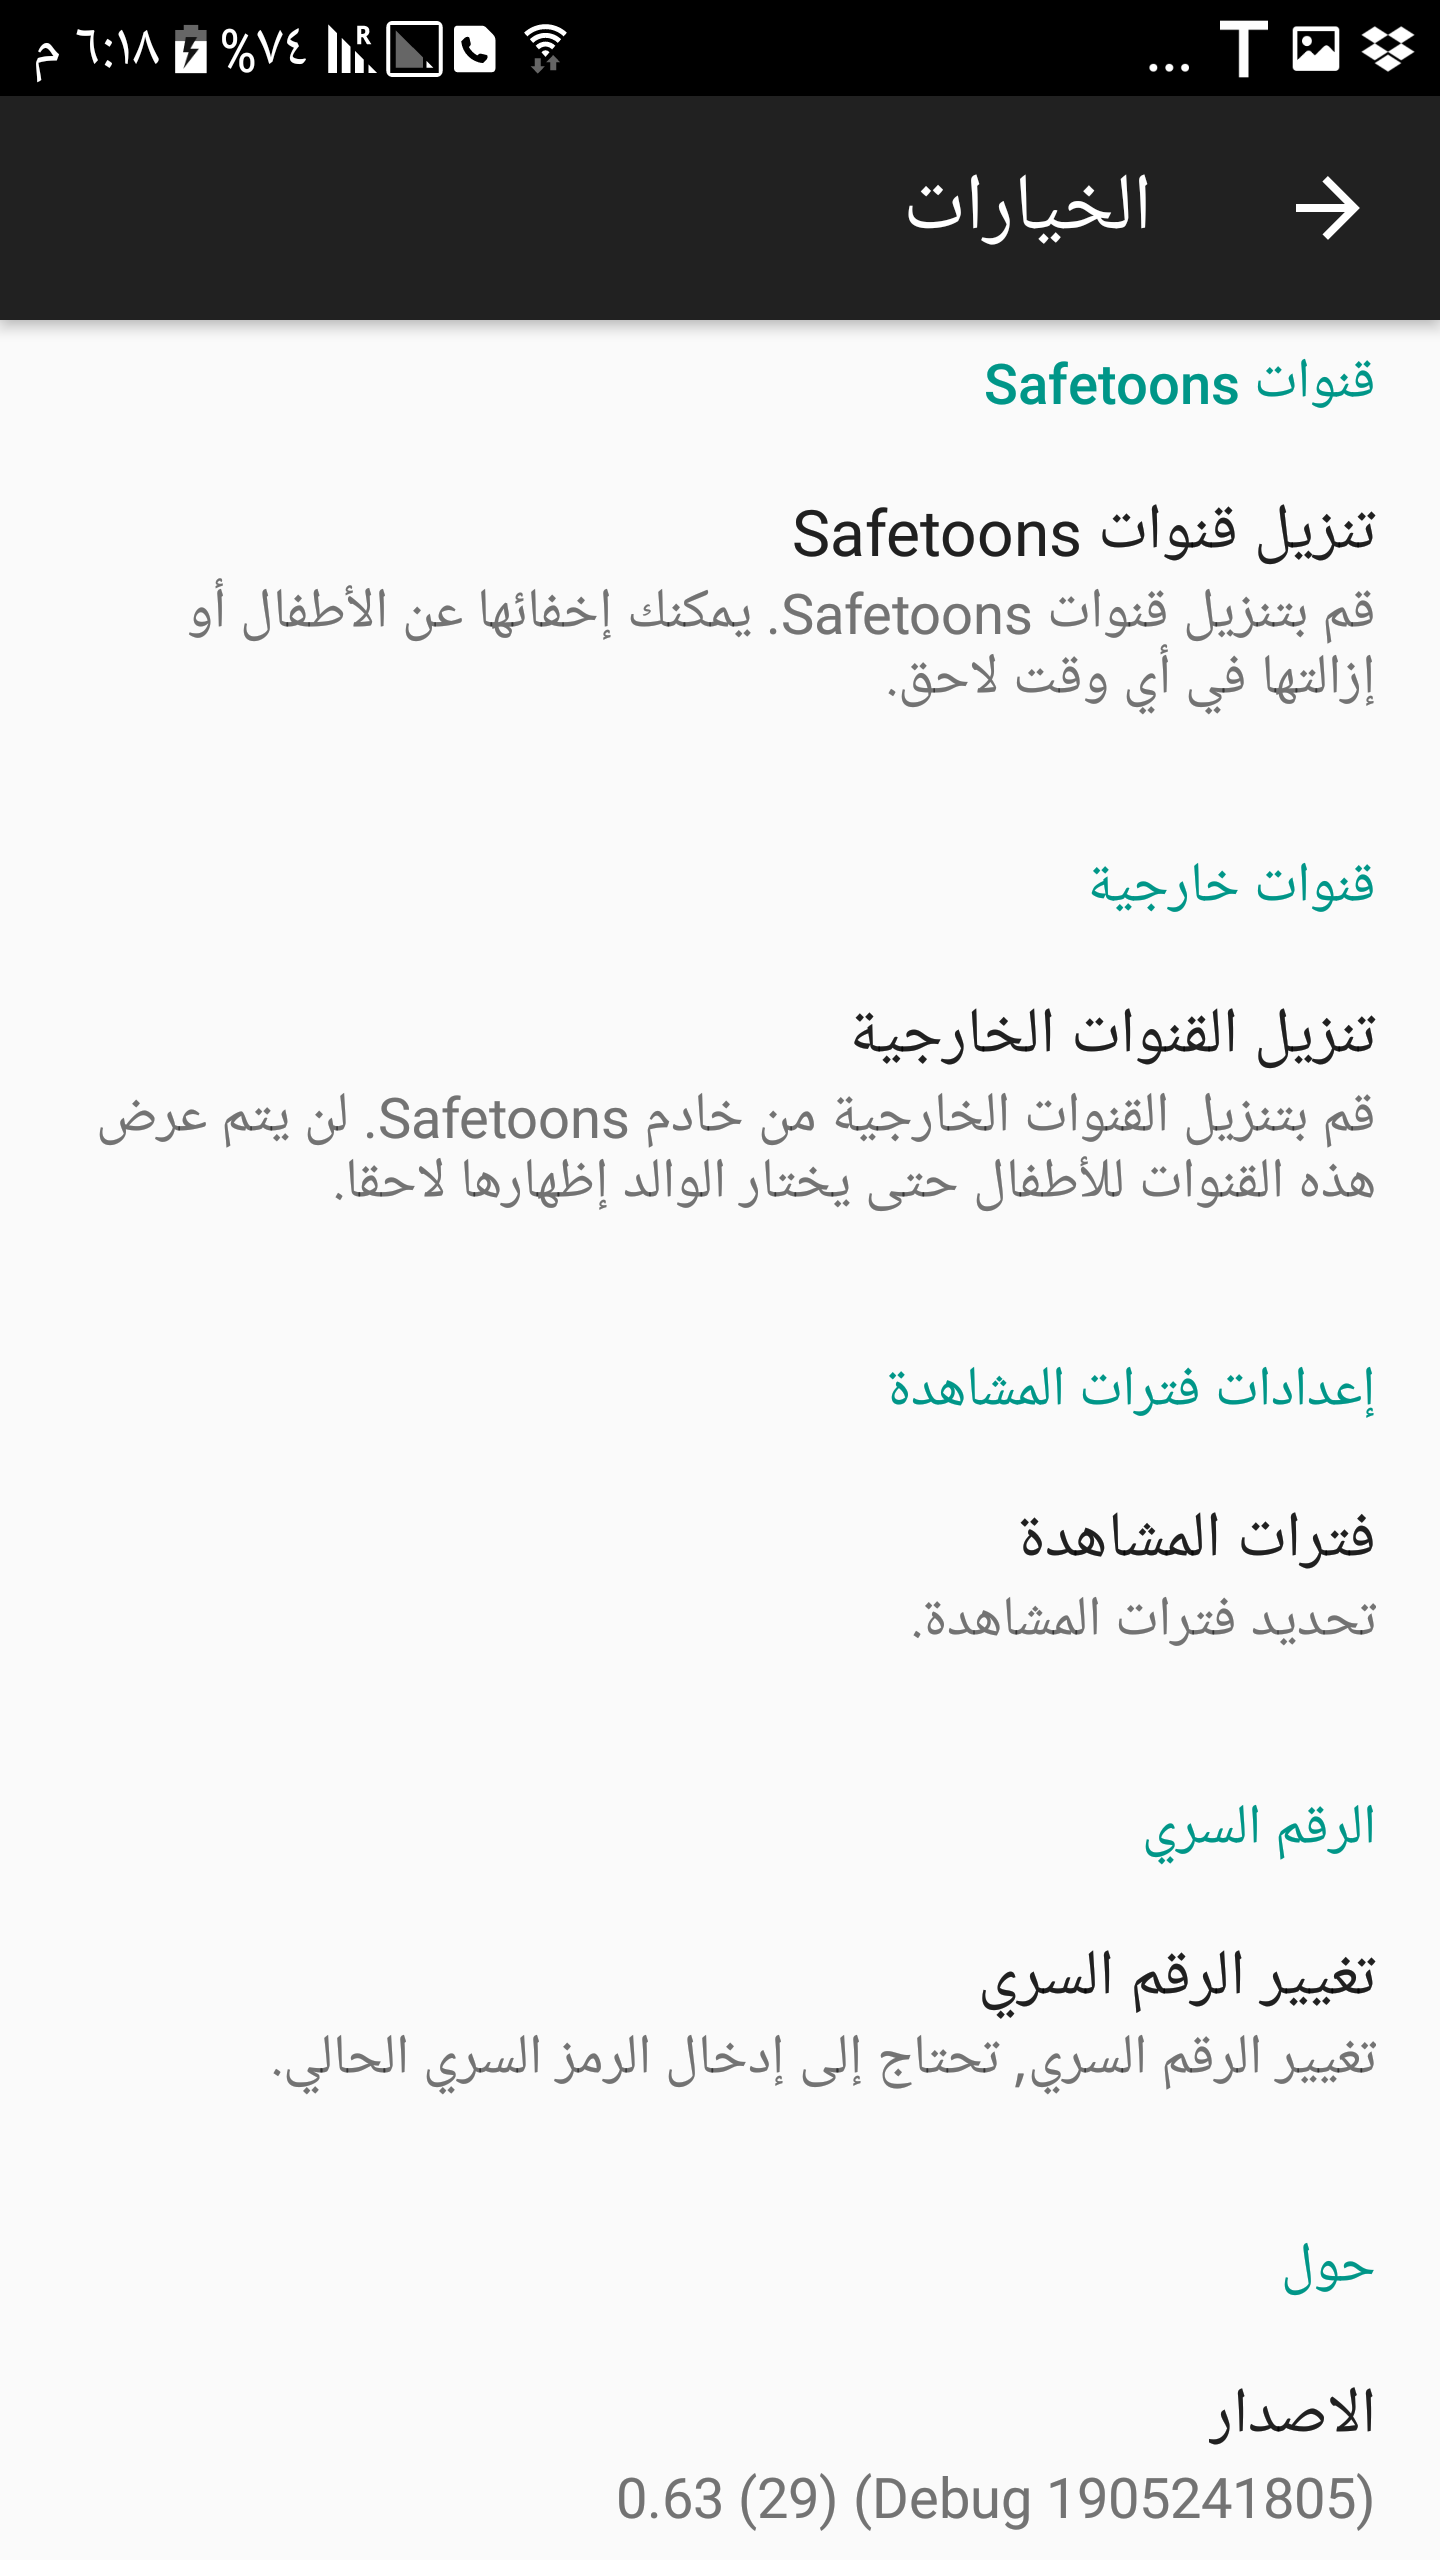 ٦:١٨ م ٧٤% R T ...
الخيارات
قنوات Safetoons
تنزيل قنوات Safetoons
قم بتنزيل قنوات Safetoons. يمكنك إخفائها عن الأطفال أو
إزالتها في أي وقت لاحق.
قنوات خارجية
تنزيل القنوات الخارجية
قم بتنزيل القنوات الخارجية من خادم Safetoons. لن يتم عرض
هذه القنوات للأطفال حتى يختار الوالد إظهارها لاحقا.
إعدادات فترات المشاهدة
فترات المشاهدة
تحديد فترات المشاهدة.
الرقم السري
تغيير الرقم السري
تغيير الرقم السري, تحتاج إلى إدخال الرمز السري الحالي.
حول
الاصدار
0.63 (29) (Debug 1905241805)